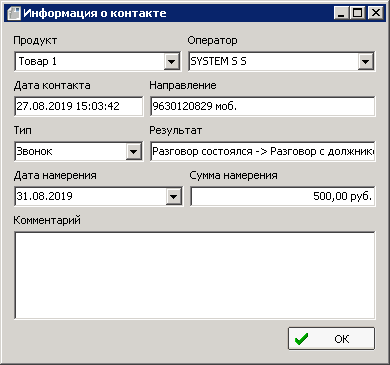 Информация о контакте
Продукт Оператор
Товар 1 SYSTEM S S
Дата контакта Направление
27.08.2019 15:03:42 9630120829 моб.
Тип Результат
Звонок Разговор состоялся -> Разговор с должнико
Дата намерения Сумма намерения
31.08.2019 500,00 руб.
Комментарий
OK